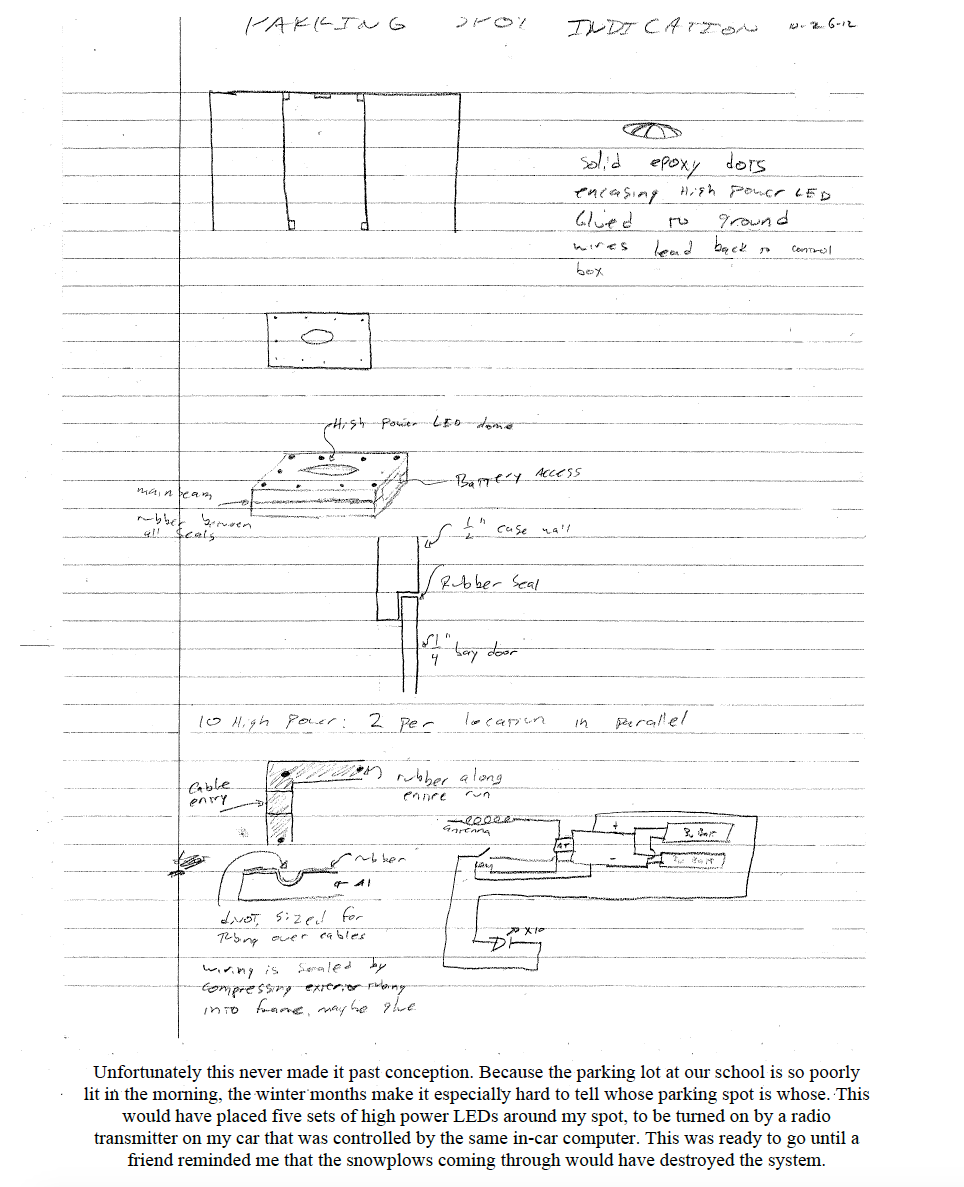 PARKING SPOT INDICATION 10-26-12
Solid epoxy dots
encasing High Power LED
Glued to ground
wires lead back to control
box
High Power LED dome
Battery Access
main beam
rubber between
all seals
1/2" case wall
Rubber Seal
1/4" bay door
10 High Power: 2 per location in parallel
Cable
entry
rubber along
entire run
antenna
+
-
rubber
Al
divot, sized for
tubing over cables
x10
wiring is sealed by
compressing exterior tubing
into frame, maybe glue
Unfortunately this never made it past conception. Because the parking lot at our school is so poorly
lit in the morning, the winter months make it especially hard to tell whose parking spot is whose. This
would have placed five sets of high power LEDs around my spot, to be turned on by a radio
transmitter on my car that was controlled by the same in-car computer. This was ready to go until a
friend reminded me that the snowplows coming through would have destroyed the system.